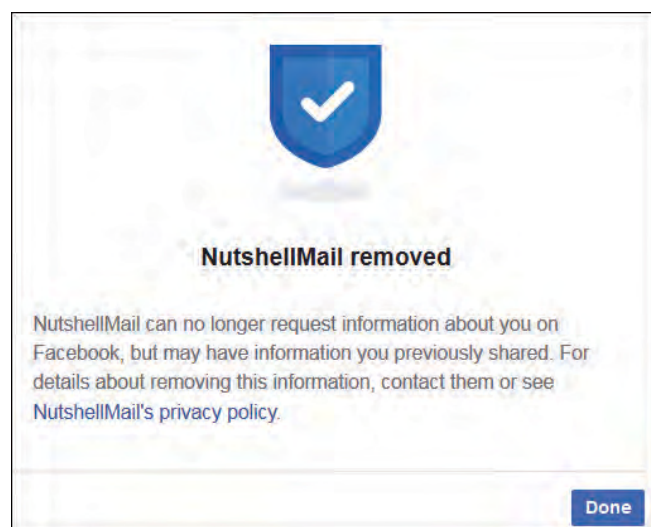 NutshellMail removed
NutshellMail can no longer request information about you on
Facebook, but may have information you previously shared. For
details about removing this information, contact them or see
NutshellMail's privacy policy.
Done